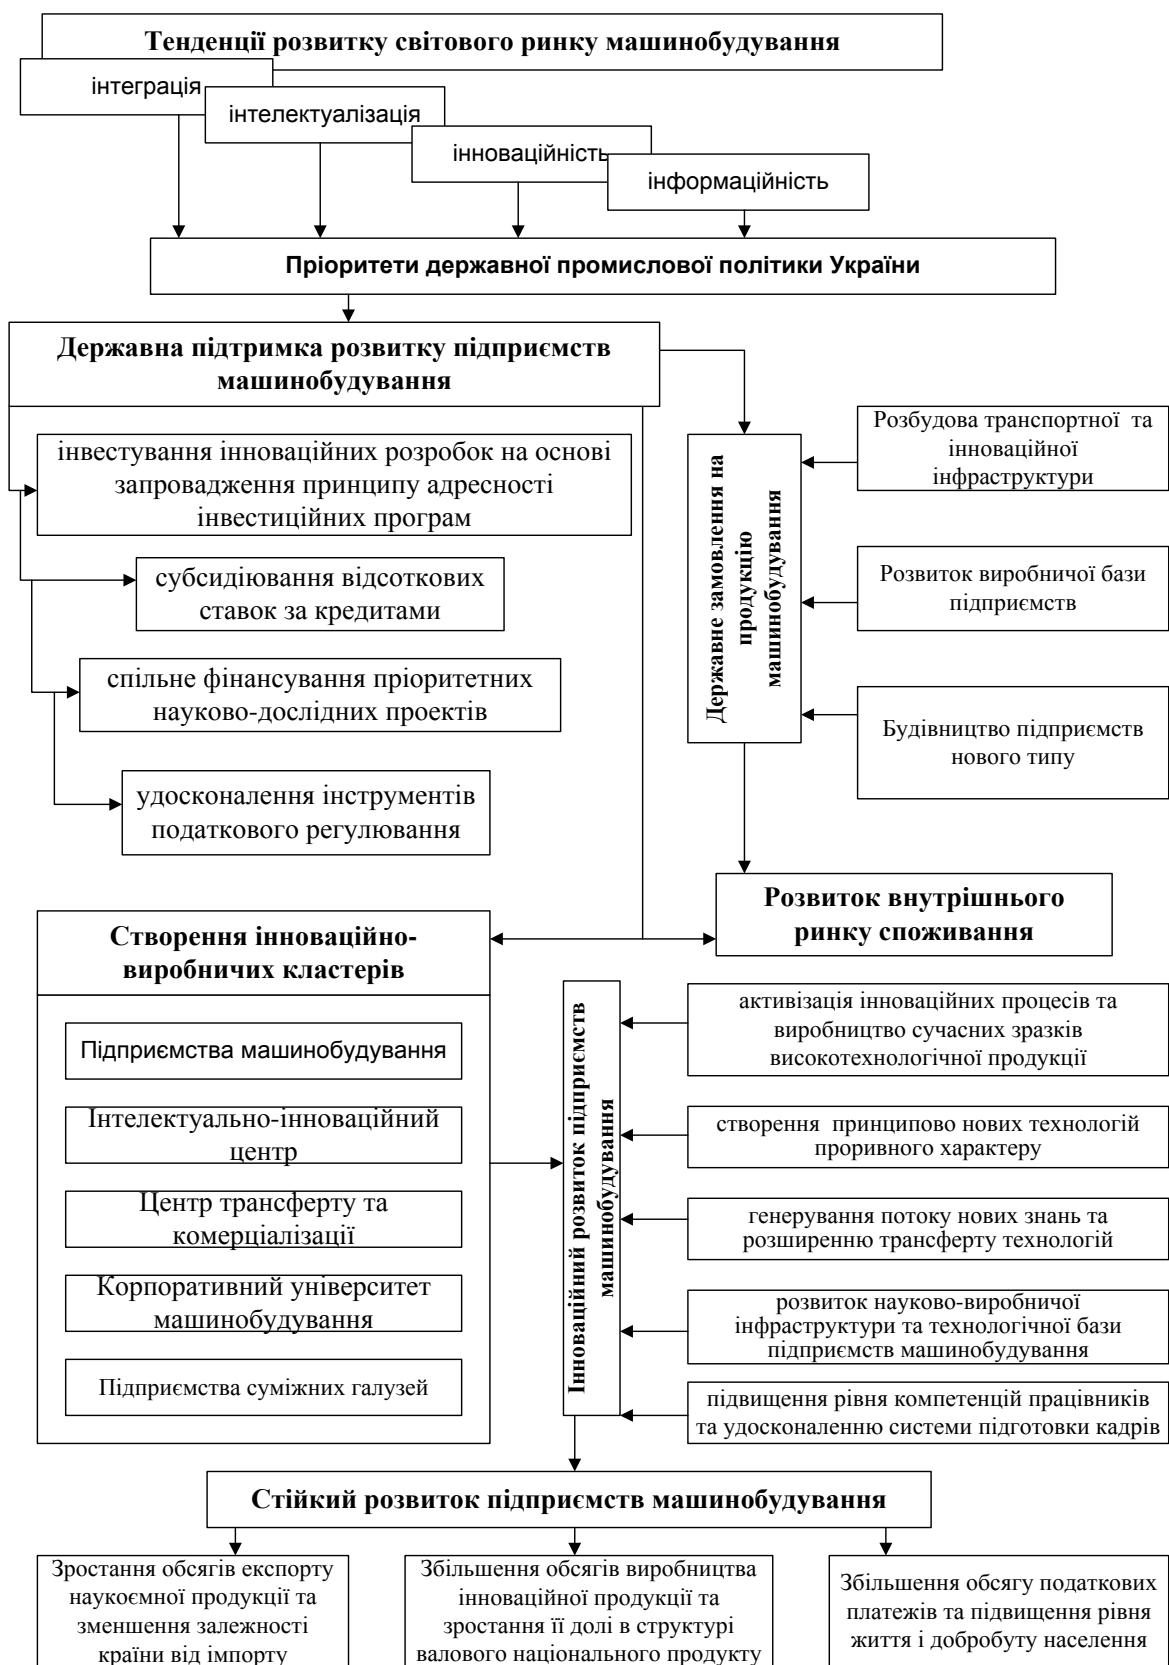 Тенденції розвитку світового ринку машинобудування
інтеграція
інтелектуалізація
інноваційність
інформаційність
Пріоритети державної промислової політики України
Державна підтримка розвитку підприємств
машинобудування
інвестування інноваційних розробок на основі
запровадження принципу адресності
інвестиційних програм
субсидіювання відсоткових
ставок за кредитами
спільне фінансування пріоритетних
науково-дослідних проектів
удосконалення інструментів
податкового регулювання
Державне замовлення на
продукцію
машинобудування
Розбудова транспортної та
інноваційної
інфраструктури
Розвиток виробничої бази
підприємств
Будівництво підприємств
нового типу
Розвиток внутрішнього
ринку споживання
Створення інноваційно-
виробничих кластерів
Підприємства машинобудування
Інтелектуально-інноваційний
центр
Центр трансферту та
комерціалізації
Корпоративний університет
машинобудування
Підприємства суміжних галузей
Інноваційний розвиток підприємств
машинобудування
активізація інноваційних процесів та
виробництво сучасних зразків
високотехнологічної продукції
створення принципово нових технологій
проривного характеру
генерування потоку нових знань та
розширенню трансферту технологій
розвиток науково-виробничої
інфраструктури та технологічної бази
підприємств машинобудування
підвищення рівня компетенцій працівників
та удосконаленню системи підготовки кадрів
Стійкий розвиток підприємств машинобудування
Зростання обсягів експорту
наукоємної продукції та
зменшення залежності
країни від імпорту
Збільшення обсягів виробництва
інноваційної продукції та
зростання її долі в структурі
валового національного продукту
Збільшення обсягу податкових
платежів та підвищення рівня
життя і добробуту населення